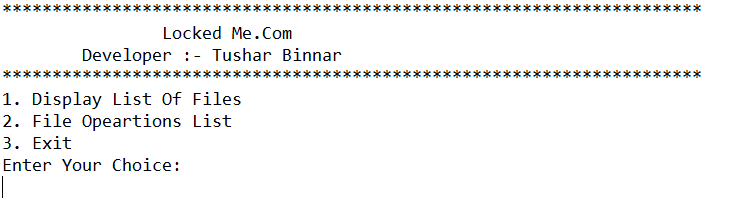 **********************************************************************
Locked Me.Com
Developer :- Tushar Binnar
**********************************************************************
1. Display List Of Files
2. File Opeartions List
3. Exit
Enter Your Choice: